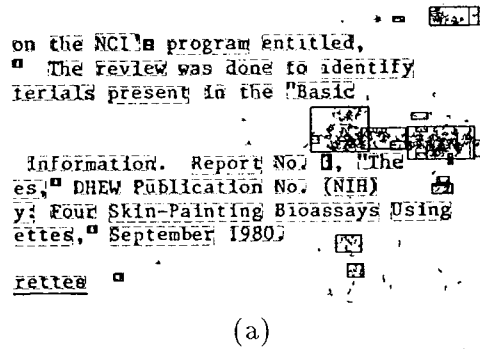 on the NCI's program entitled,
" The review was done to identify
terials present in the "Basic
Information. Report No. , "The
es," DHEW Publication No. (NIH)
y: Four Skin-Painting Bioassays Using
ettes," September 1980.
rettes "
(a)